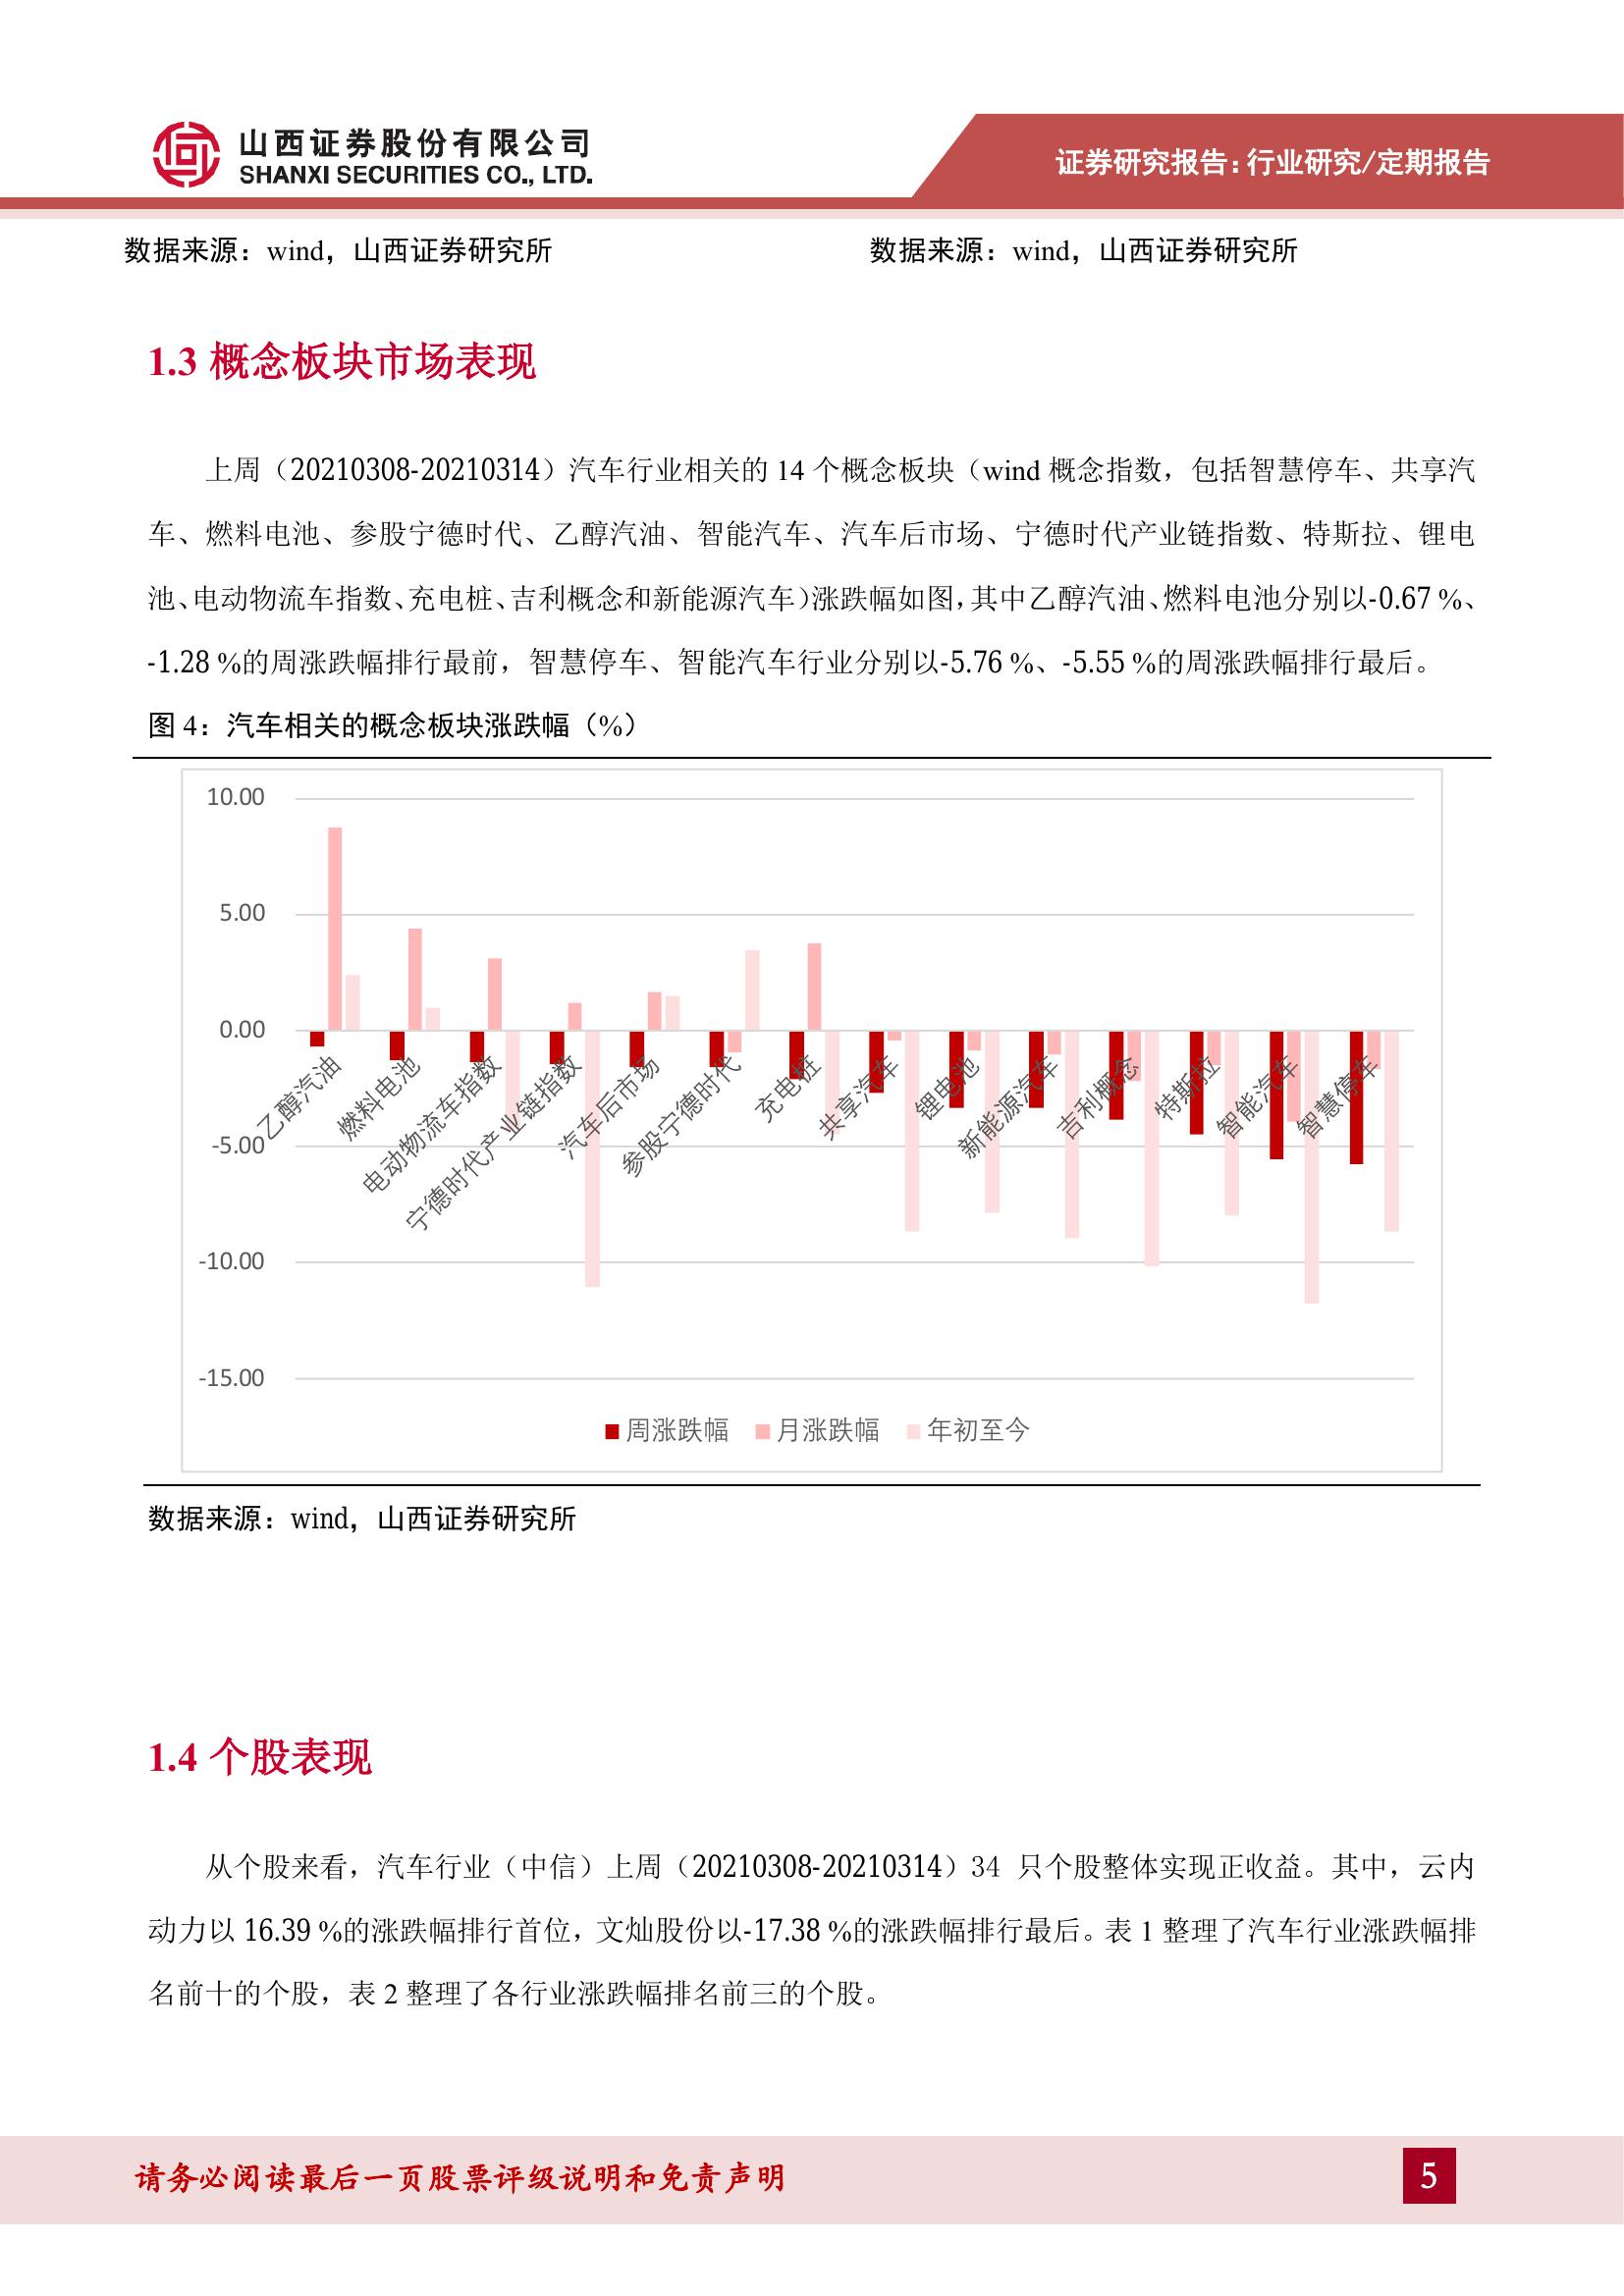 山西证券股份有限公司
SHANXI SECURITIES CO., LTD.
证券研究报告：行业研究/定期报告
数据来源：wind，山西证券研究所
数据来源：wind，山西证券研究所
1.3 概念板块市场表现
上周（20210308-20210314）汽车行业相关的 14 个概念板块（wind 概念指数，包括智慧停车、共享汽
车、燃料电池、参股宁德时代、乙醇汽油、智能汽车、汽车后市场、宁德时代产业链指数、特斯拉、锂电
池、电动物流车指数、充电桩、吉利概念和新能源汽车）涨跌幅如图，其中乙醇汽油、燃料电池分别以-0.67 %、
-1.28 %的周涨跌幅排行最前，智慧停车、智能汽车行业分别以-5.76 %、-5.55 %的周涨跌幅排行最后。
图 4：汽车相关的概念板块涨跌幅（%）
10.00
5.00
0.00
-5.00
-10.00
-15.00
乙醇汽油
燃料电池
电动物流车指数
宁德时代产业链指数
汽车后市场
参股宁德时代
充电桩
共享汽车
锂电池
新能源汽车
吉利概念
特斯拉
智能汽车
智慧停车
周涨跌幅 月涨跌幅 年初至今
数据来源：wind，山西证券研究所
1.4 个股表现
从个股来看，汽车行业（中信）上周（20210308-20210314）34 只个股整体实现正收益。其中，云内
动力以 16.39 %的涨跌幅排行首位，文灿股份以-17.38 %的涨跌幅排行最后。表 1 整理了汽车行业涨跌幅排
名前十的个股，表 2 整理了各行业涨跌幅排名前三的个股。
请务必阅读最后一页股票评级说明和免责声明
5